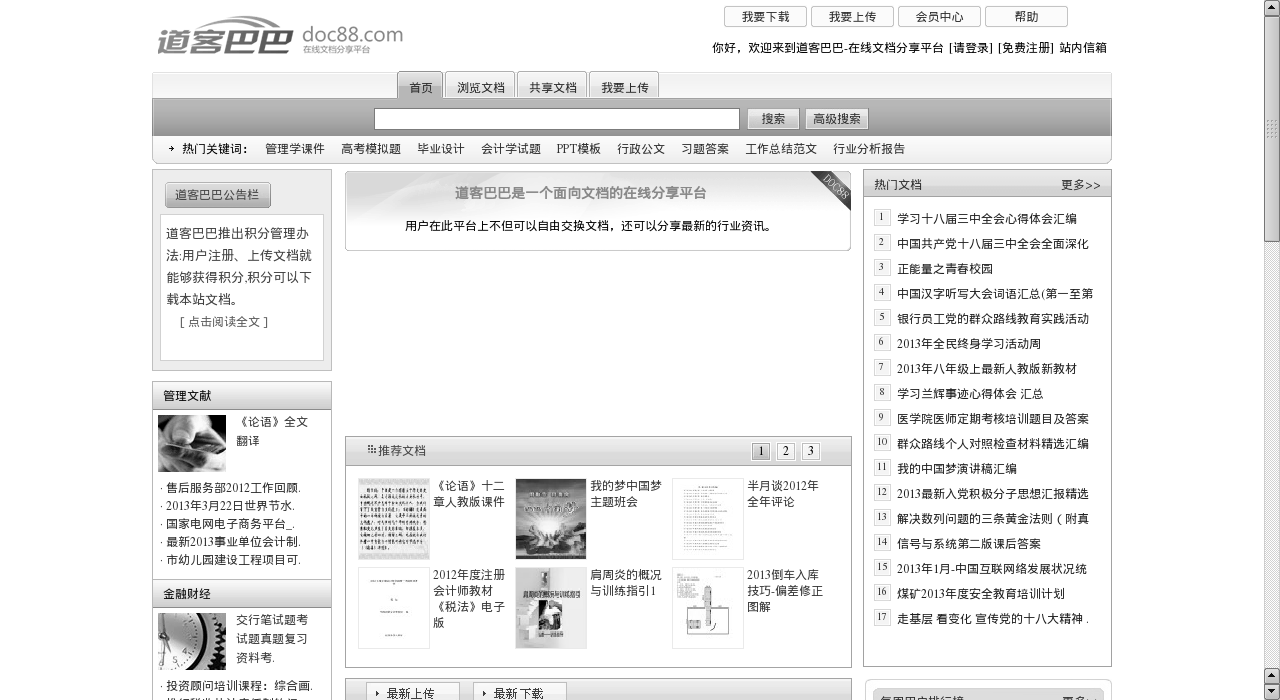 道客巴巴 doc88.com
在线文档分享平台
我要下载 我要上传 会员中心 帮助
你好，欢迎来到道客巴巴-在线文档分享平台 [请登录] [免费注册] 站内信箱
首页 浏览文档 共享文档 我要上传
搜索 高级搜索
热门关键词： 管理学课件 高考模拟题 毕业设计 会计学试题 PPT模板 行政公文 习题答案 工作总结范文 行业分析报告
道客巴巴公告栏
道客巴巴推出积分管理办
法:用户注册、上传文档就
能够获得积分,积分可以下
载本站文档。
[ 点击阅读全文 ]
管理文献
《论语》全文
翻译
· 售后服务部2012工作回顾.
· 2013年3月22日世界节水.
· 国家电网电子商务平台_.
· 最新2013事业单位会计制.
· 市幼儿园建设工程项目可.
金融财经
交行笔试题考
试题真题复习
资料考.
· 投资顾问培训课程：综合画.
道客巴巴是一个面向文档的在线分享平台
DOC88
用户在此平台上不但可以自由交换文档，还可以分享最新的行业资讯。
推荐文档
1 2 3
《论语》十二
章人教版课件
我的梦中国梦
主题班会
半月谈2012年
全年评论
2012年度注册
会计师教材
《税法》电子
版
肩周炎的概况
与训练指引1
2013倒车入库
技巧-偏差修正
图解
最新上传 最新下载
热门文档 更多>>
1 学习十八届三中全会心得体会汇编
2 中国共产党十八届三中全会全面深化
3 正能量之青春校园
4 中国汉字听写大会词语汇总(第一至第
5 银行员工党的群众路线教育实践活动
6 2013年全民终身学习活动周
7 2013年八年级上最新人教版新教材
8 学习兰辉事迹心得体会 汇总
9 医学院医师定期考核培训题目及答案
10 群众路线个人对照检查材料精选汇编
11 我的中国梦演讲稿汇编
12 2013最新入党积极分子思想汇报精选
13 解决数列问题的三条黄金法则（附真
14 信号与系统第二版课后答案
15 2013年1月-中国互联网络发展状况统
16 煤矿2013年度安全教育培训计划
17 走基层 看变化 宣传党的十八大精神 .